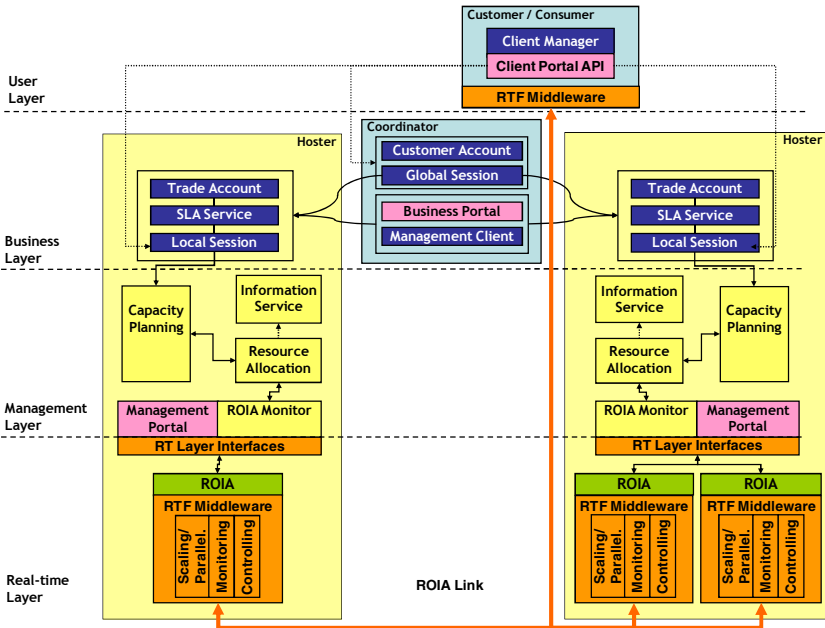 Customer / Consumer
Client Manager
Client Portal API
RTF Middleware
User
Layer
Hoster
Coordinator
Customer Account
Global Session
Business Portal
Management Client
Hoster
Trade Account
SLA Service
Local Session
Trade Account
SLA Service
Local Session
Business
Layer
Capacity
Planning
Information
Service
Resource
Allocation
Information
Service
Resource
Allocation
Capacity
Planning
Management
Layer
Management
Portal
ROIA Monitor
RT Layer Interfaces
ROIA Monitor
Management
Portal
RT Layer Interfaces
ROIA
RTF Middleware
Scaling/
Parallel.
Monitoring
Controlling
ROIA
RTF Middleware
Scaling/
Parallel.
Monitoring
Controlling
ROIA
RTF Middleware
Scaling/
Parallel.
Monitoring
Controlling
Real-time
Layer
ROIA Link